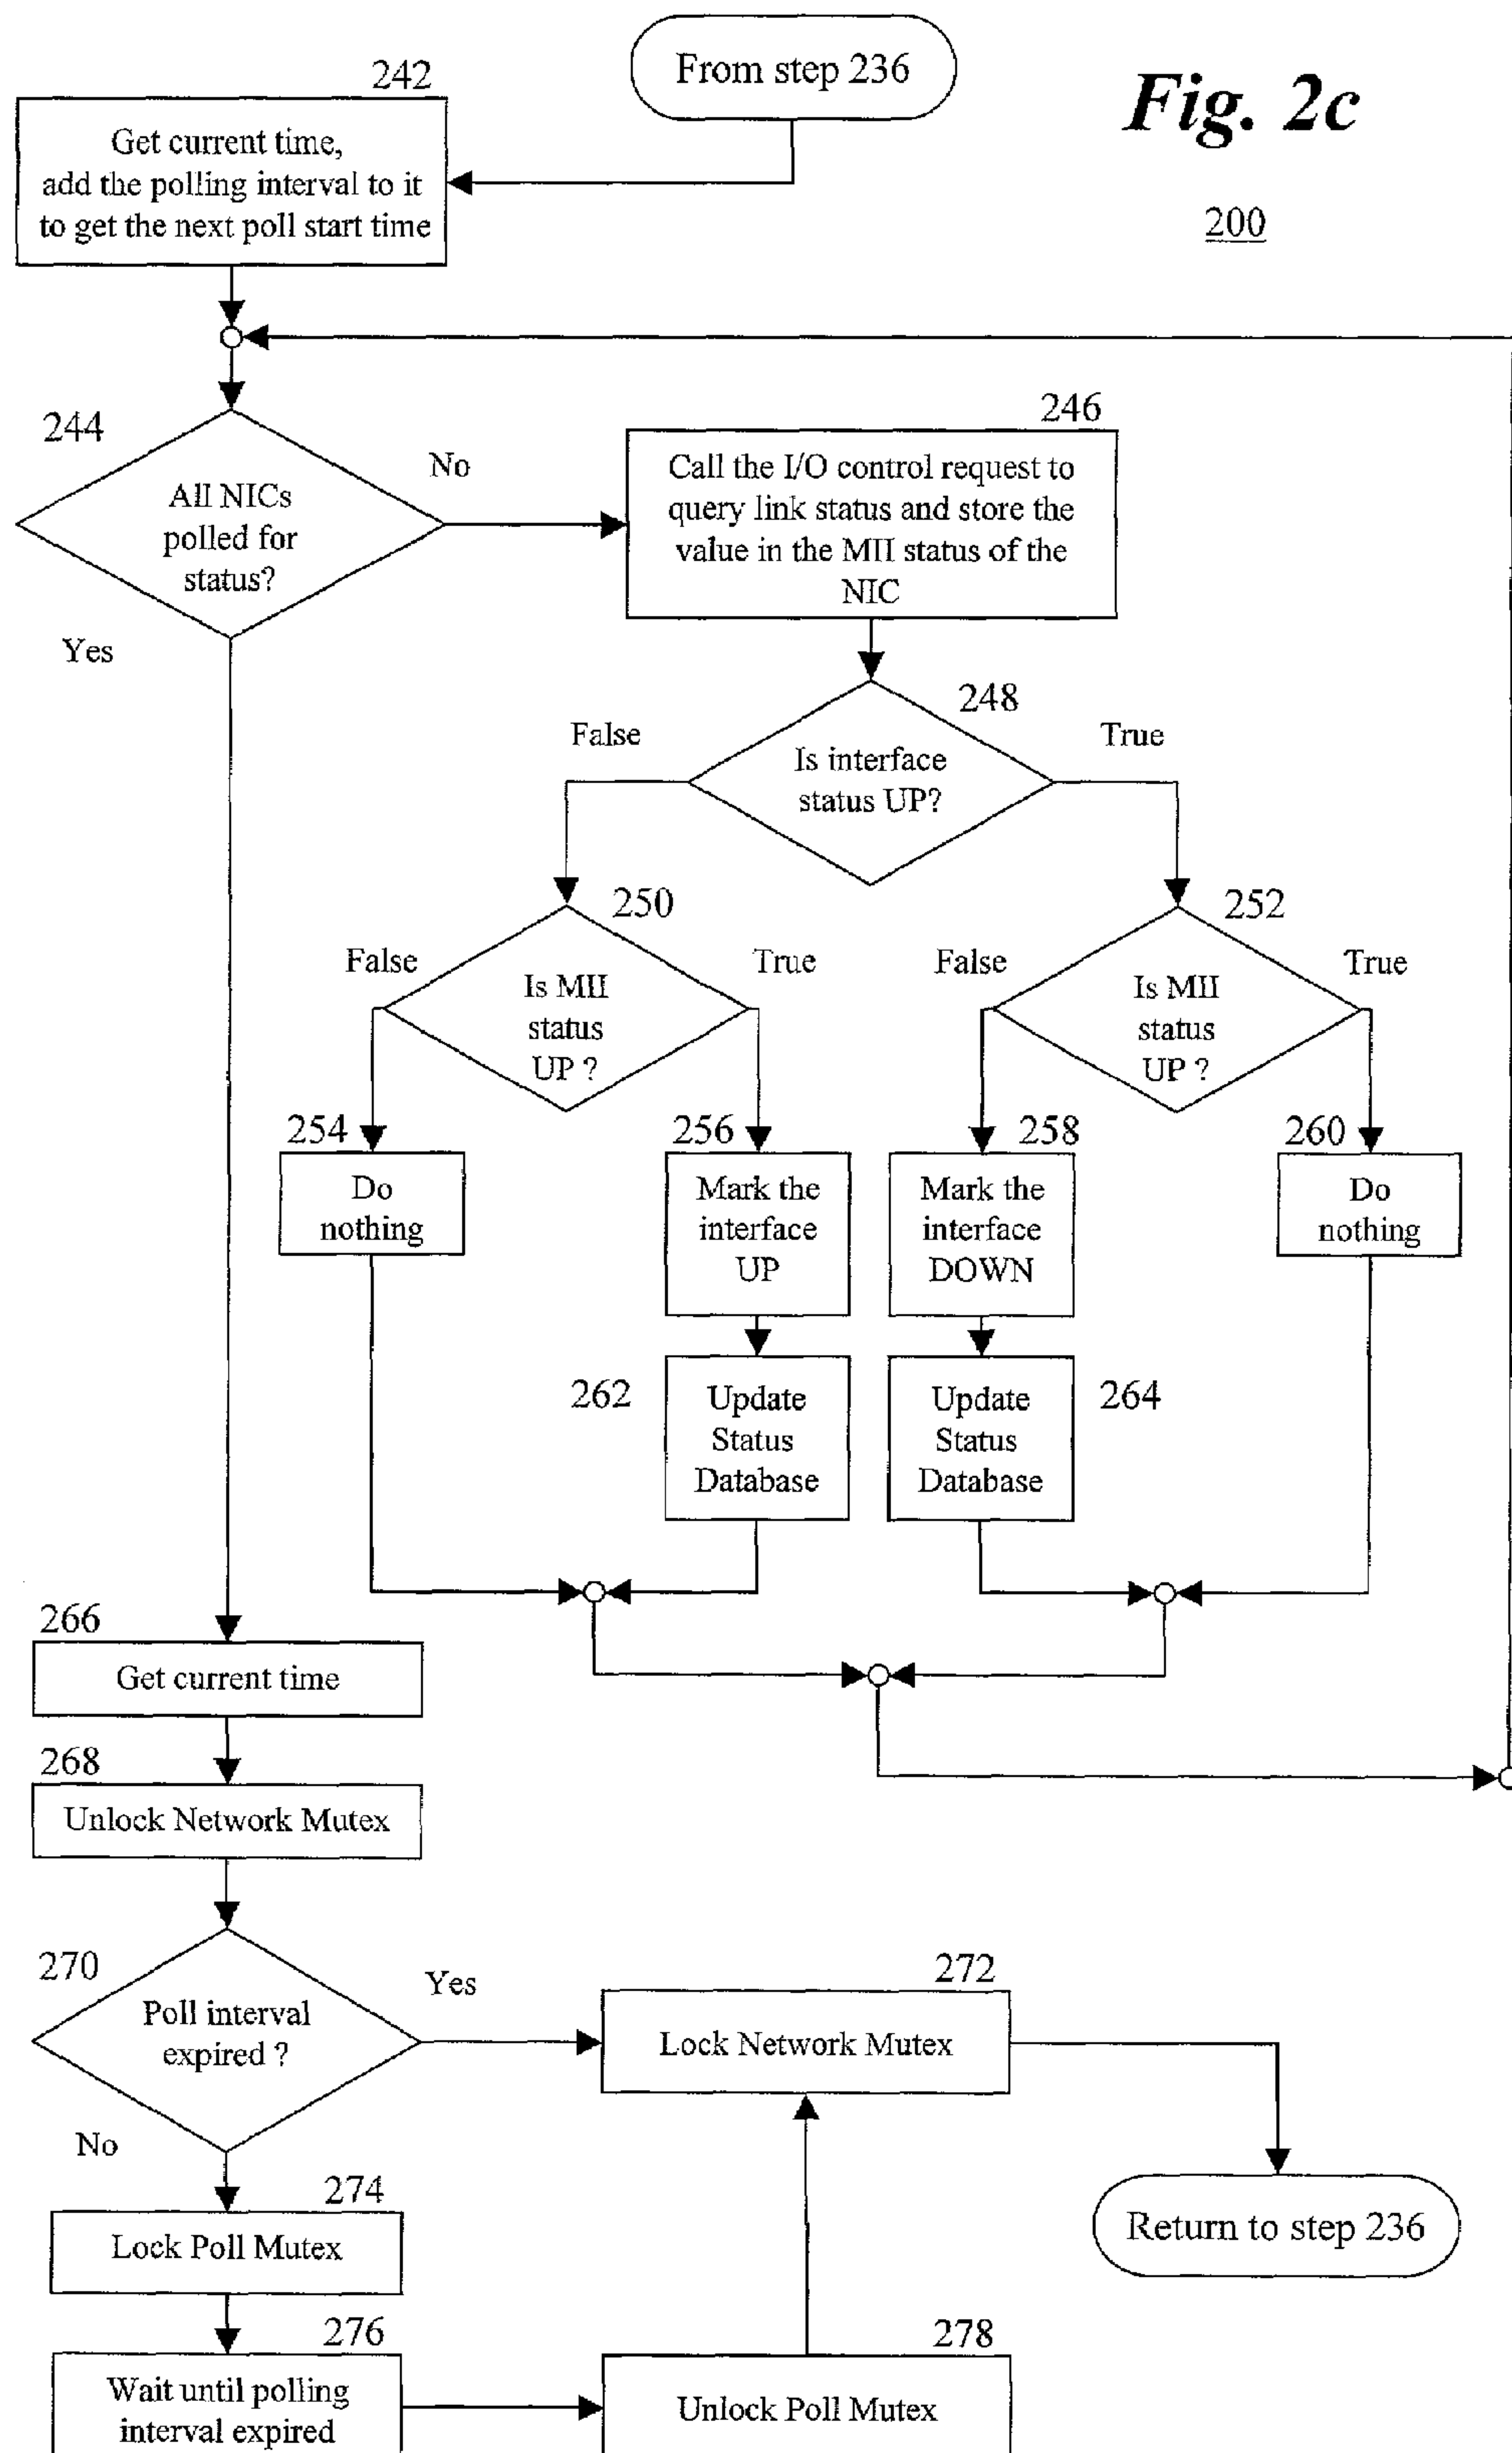 From step 236
Fig. 2c
200
242
Get current time,
add the polling interval to it
to get the next poll start time
244
All NICs
polled for
status?
No
Yes
246
Call the I/O control request to
query link status and store the
value in the MII status of the
NIC
248
False
True
Is interface
status UP?
250
False
True
Is MII
status
UP ?
252
False
True
Is MII
status
UP ?
254
Do
nothing
256
Mark the
interface
UP
258
Mark the
interface
DOWN
260
Do
nothing
262
Update
Status
Database
Update
Status
Database
264
266
Get current time
268
Unlock Network Mutex
270
Poll interval
expired ?
Yes
No
272
Lock Network Mutex
274
Lock Poll Mutex
Return to step 236
276
Wait until polling
interval expired
278
Unlock Poll Mutex